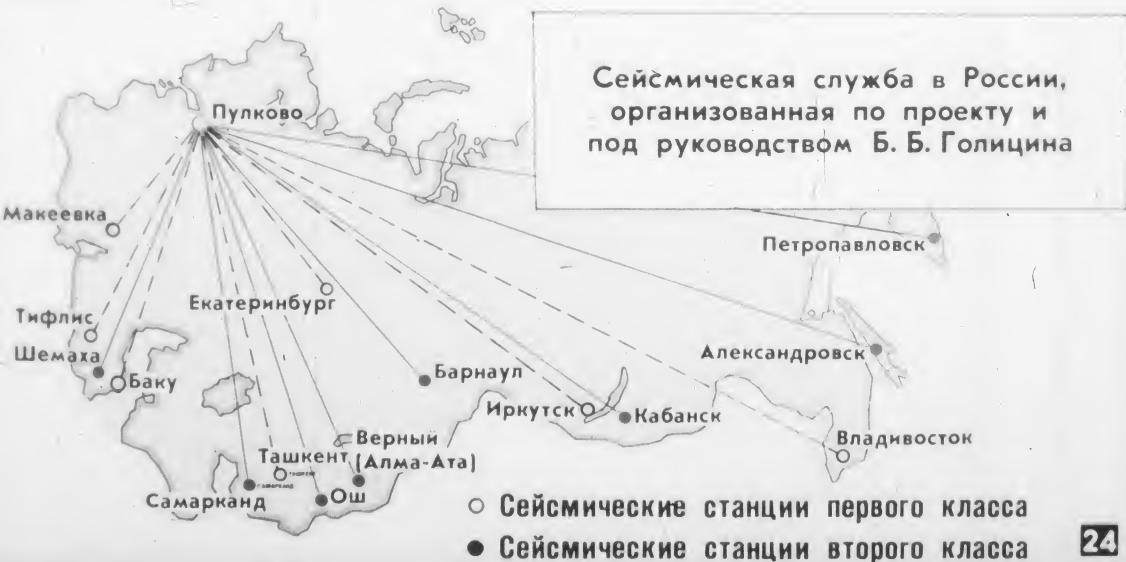 Сейсмическая служба в России,
организованная по проекту и
под руководством Б. Б. Голицина
Пулково
Макеевка
Петропавловск
Екатеринбург
Тифлис
Шемаха
Баку
Александровск
Барнаул
Иркутск
Кабанск
Владивосток
Верный
(Алма-Ата)
Ташкент
Самарканд
Ош
Сейсмические станции первого класса
Сейсмические станции второго класса
24